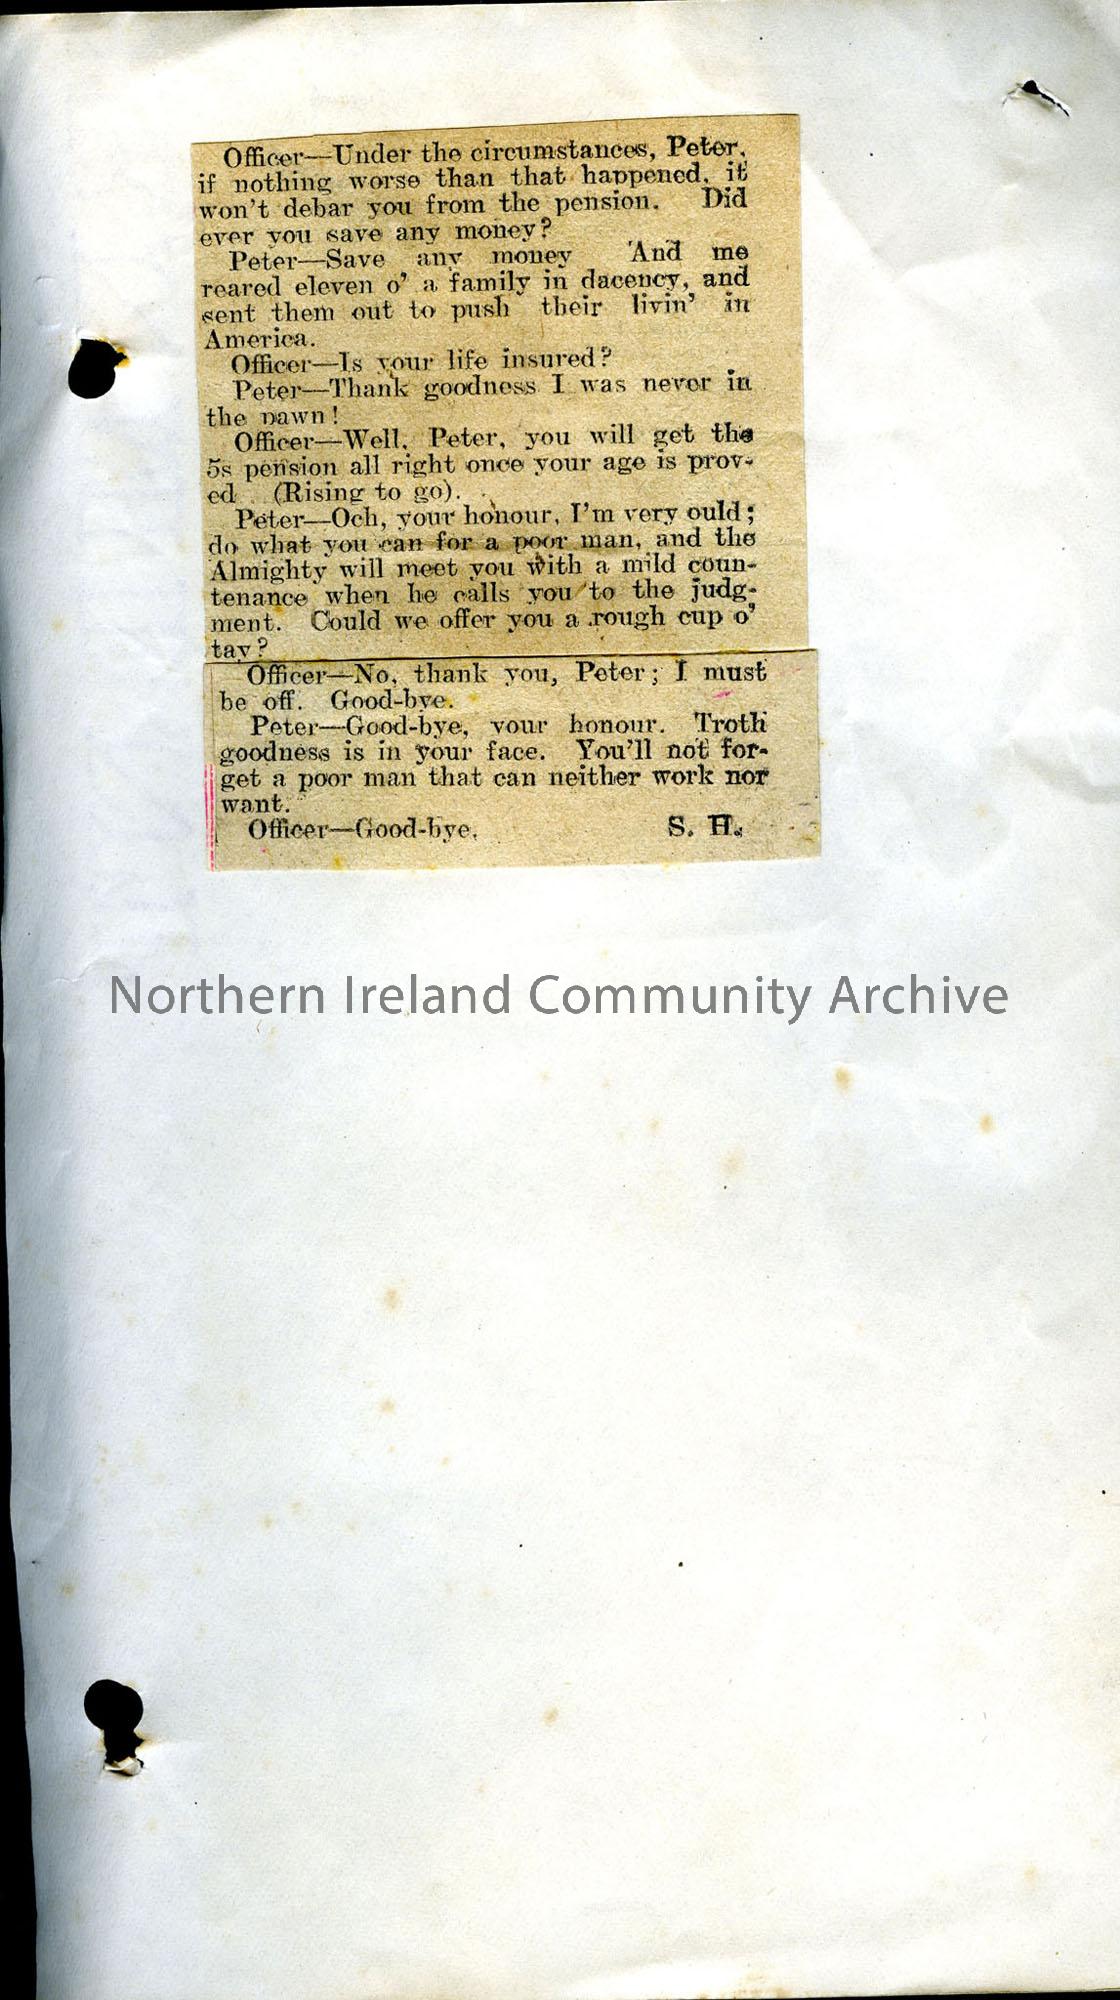 Officer—Under the circumstances, Peter,
if nothing worse than that happened, it
won't debar you from the pension. Did
ever you save any money?
Peter—Save any money And me
reared eleven o' a family in dacency, and
sent them out to push their livin' in
America.
Officer—Is your life insured?
Peter—Thank goodness I was never in
the pawn!
Officer—Well, Peter, you will get the
5s pension all right once your age is prov-
ed . (Rising to go).
Peter—Och, your honour, I'm very ould;
do what you can for a poor man, and the
Almighty will meet you with a mild coun-
tenance when he calls you to the judg-
ment. Could we offer you a rough cup o'
tay?
Officer—No, thank you, Peter; I must
be off. Good-bye.
Peter—Good-bye, your honour. Troth
goodness is in your face. You'll not for-
get a poor man that can neither work nor
want.
Officer—Good-bye. S. H.
Northern Ireland Community Archive